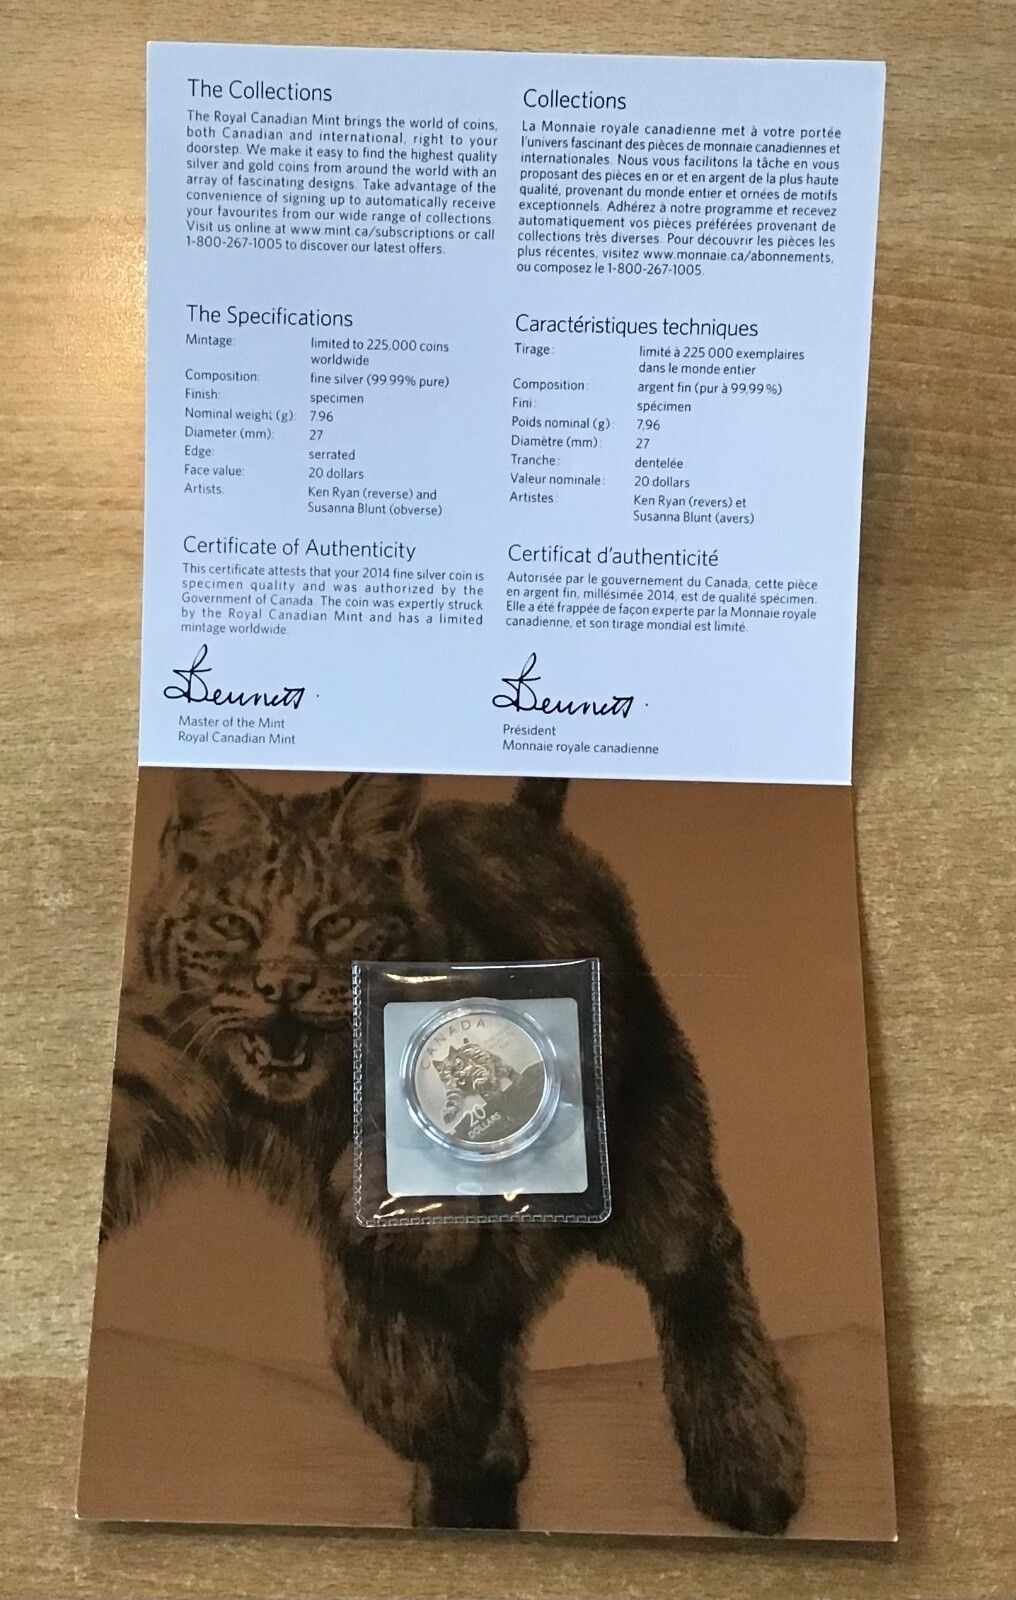 The Collections
The Royal Canadian Mint brings the world of coins,
both Canadian and international, right to your
doorstep. We make it easy to find the highest quality
silver and gold coins from around the world with an
array of fascinating designs. Take advantage of the
convenience of signing up to automatically receive
your favourites from our wide range of collections.
Visit us online at www.mint.ca/subscriptions or call
1-800-267-1005 to discover our latest offers.
Collections
La Monnaie royale canadienne met à votre portée
l'univers fascinant des pièces de monnaie canadiennes et
internationales. Nous vous facilitons la tâche en vous
proposant des pièces en or et en argent de la plus haute
qualité, provenant du monde entier et ornées de motifs
exceptionnels. Adhérez à notre programme et recevez
automatiquement vos pièces préférées provenant de
collections très diverses. Pour découvrir les pièces les
plus récentes, visitez www.monnaie.ca/abonnements,
ou composez le 1-800-267-1005.
The Specifications
Mintage: limited to 225,000 coins
worldwide
Composition: fine silver (99.99% pure)
Finish: specimen
Nominal weight (g): 7.96
Diameter (mm): 27
Edge: serrated
Face value: 20 dollars
Artists: Ken Ryan (reverse) and
Susanna Blunt (obverse)
Caractéristiques techniques
Tirage: limité à 225 000 exemplaires
dans le monde entier
Composition: argent fin (pur à 99,99 %)
Fini: spécimen
Poids nominal (g): 7,96
Diamètre (mm): 27
Tranche: dentelée
Valeur nominale: 20 dollars
Artistes: Ken Ryan (revers) et
Susanna Blunt (avers)
Certificate of Authenticity
This certificate attests that your 2014 fine silver coin is
specimen quality and was authorized by the
Government of Canada. The coin was expertly struck
by the Royal Canadian Mint and has a limited
mintage worldwide.
Bennett
Master of the Mint
Royal Canadian Mint
Certificat d'authenticité
Autorisée par le gouvernement du Canada, cette pièce
en argent fin, millésimée 2014, est de qualité spécimen.
Elle a été frappée de façon experte par la Monnaie royale
canadienne, et son tirage mondial est limité.
Bennett
Président
Monnaie royale canadienne
CANADA
20
DOLLARS